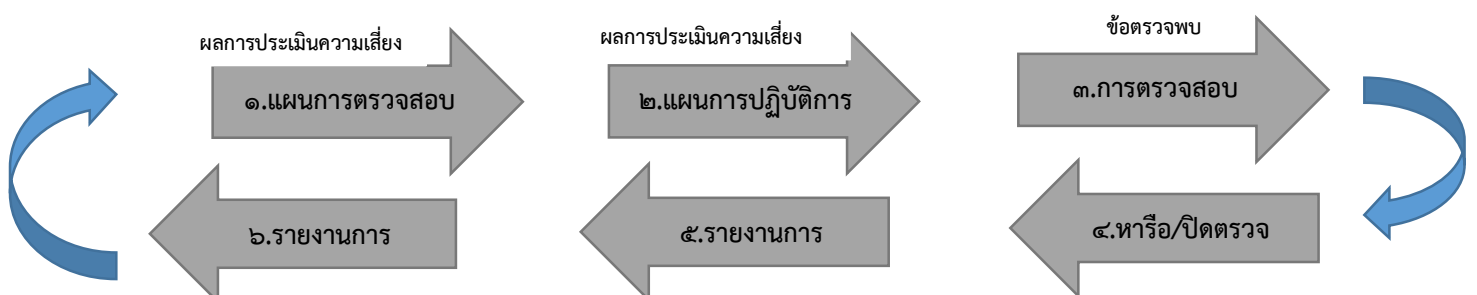 ผลการประเมินความเสี่ยง
๑.แผนการตรวจสอบ
ผลการประเมินความเสี่ยง
๒.แผนการปฏิบัติการ
ข้อตรวจพบ
๓.การตรวจสอบ
๔.หารือ/ปิดตรวจ
๕.รายงานการ
๖.รายงานการ